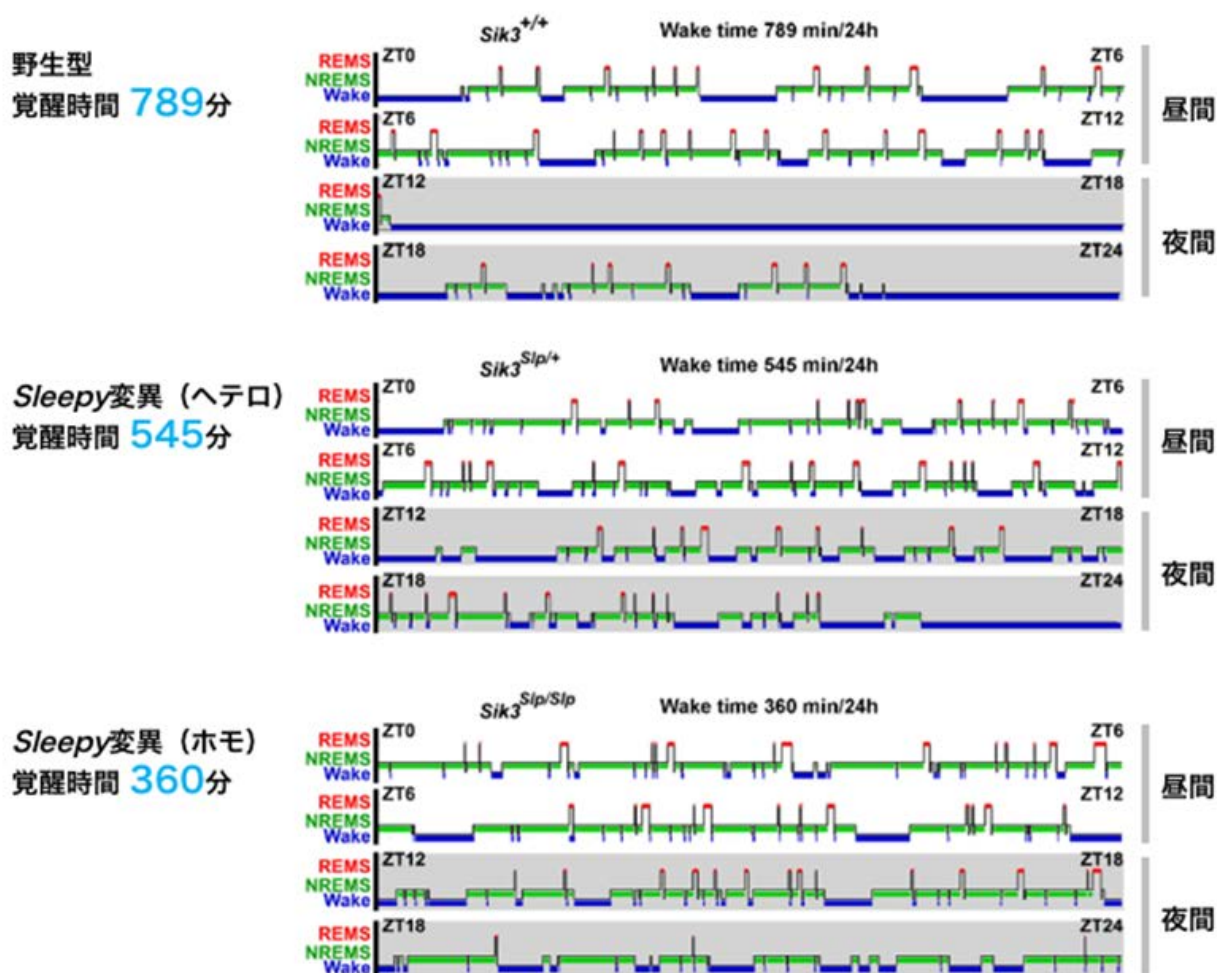 Sik3+/+ Wake time 789 min/24h
野生型
覚醒時間 789分
REMS ZT0 ZT6
NREMS
Wake
昼間
REMS ZT6 ZT12
NREMS
Wake
REMS ZT12 ZT18
NREMS
Wake
夜間
REMS ZT18 ZT24
NREMS
Wake
Sik3Slp/+ Wake time 545 min/24h
Sleepy変異（ヘテロ）
覚醒時間 545分
REMS ZT0 ZT6
NREMS
Wake
昼間
REMS ZT6 ZT12
NREMS
Wake
REMS ZT12 ZT18
NREMS
Wake
夜間
REMS ZT18 ZT24
NREMS
Wake
Sik3Slp/Slp Wake time 360 min/24h
Sleepy変異（ホモ）
覚醒時間 360分
REMS ZT0 ZT6
NREMS
Wake
昼間
REMS ZT6 ZT12
NREMS
Wake
REMS ZT12 ZT18
NREMS
Wake
夜間
REMS ZT18 ZT24
NREMS
Wake